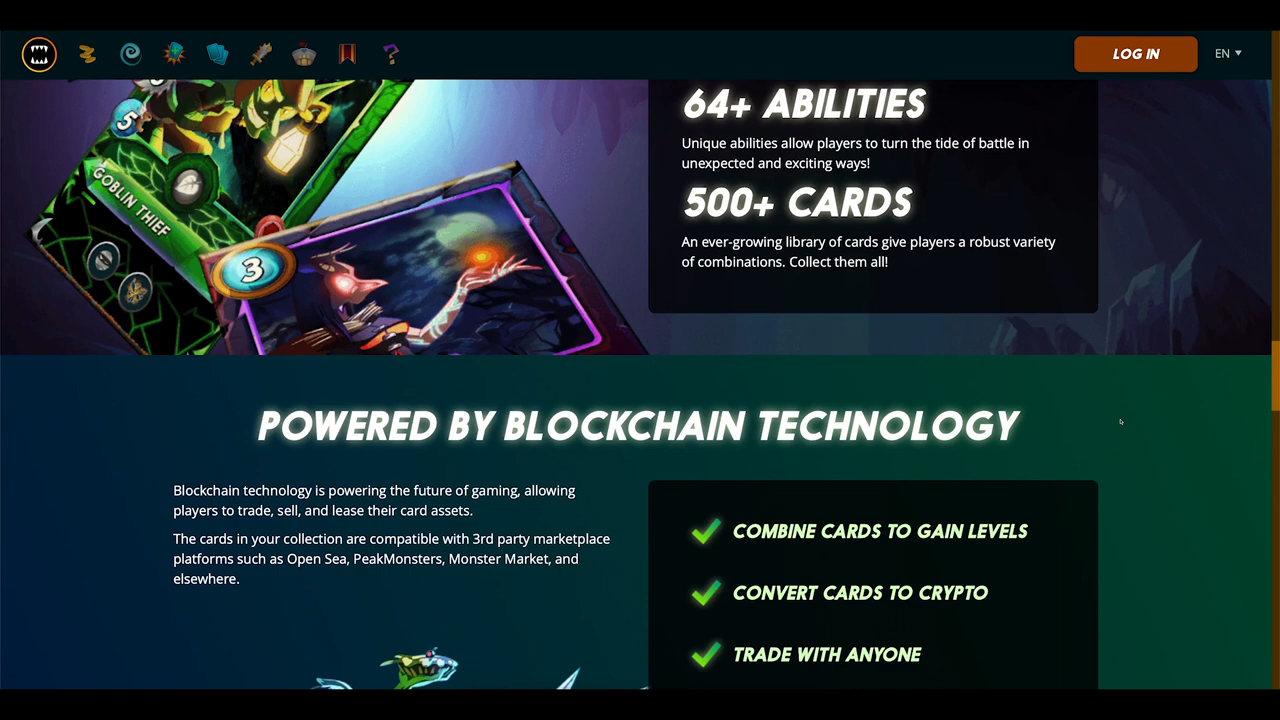 LOG IN
EN
5
GOBLIN THIEF
3
64+ ABILITIES
Unique abilities allow players to turn the tide of battle in
unexpected and exciting ways!
500+ CARDS
An ever-growing library of cards give players a robust variety
of combinations. Collect them all!
POWERED BY BLOCKCHAIN TECHNOLOGY
Blockchain technology is powering the future of gaming, allowing
players to trade, sell, and lease their card assets.
The cards in your collection are compatible with 3rd party marketplace
platforms such as Open Sea, PeakMonsters, Monster Market, and
elsewhere.
COMBINE CARDS TO GAIN LEVELS
CONVERT CARDS TO CRYPTO
TRADE WITH ANYONE